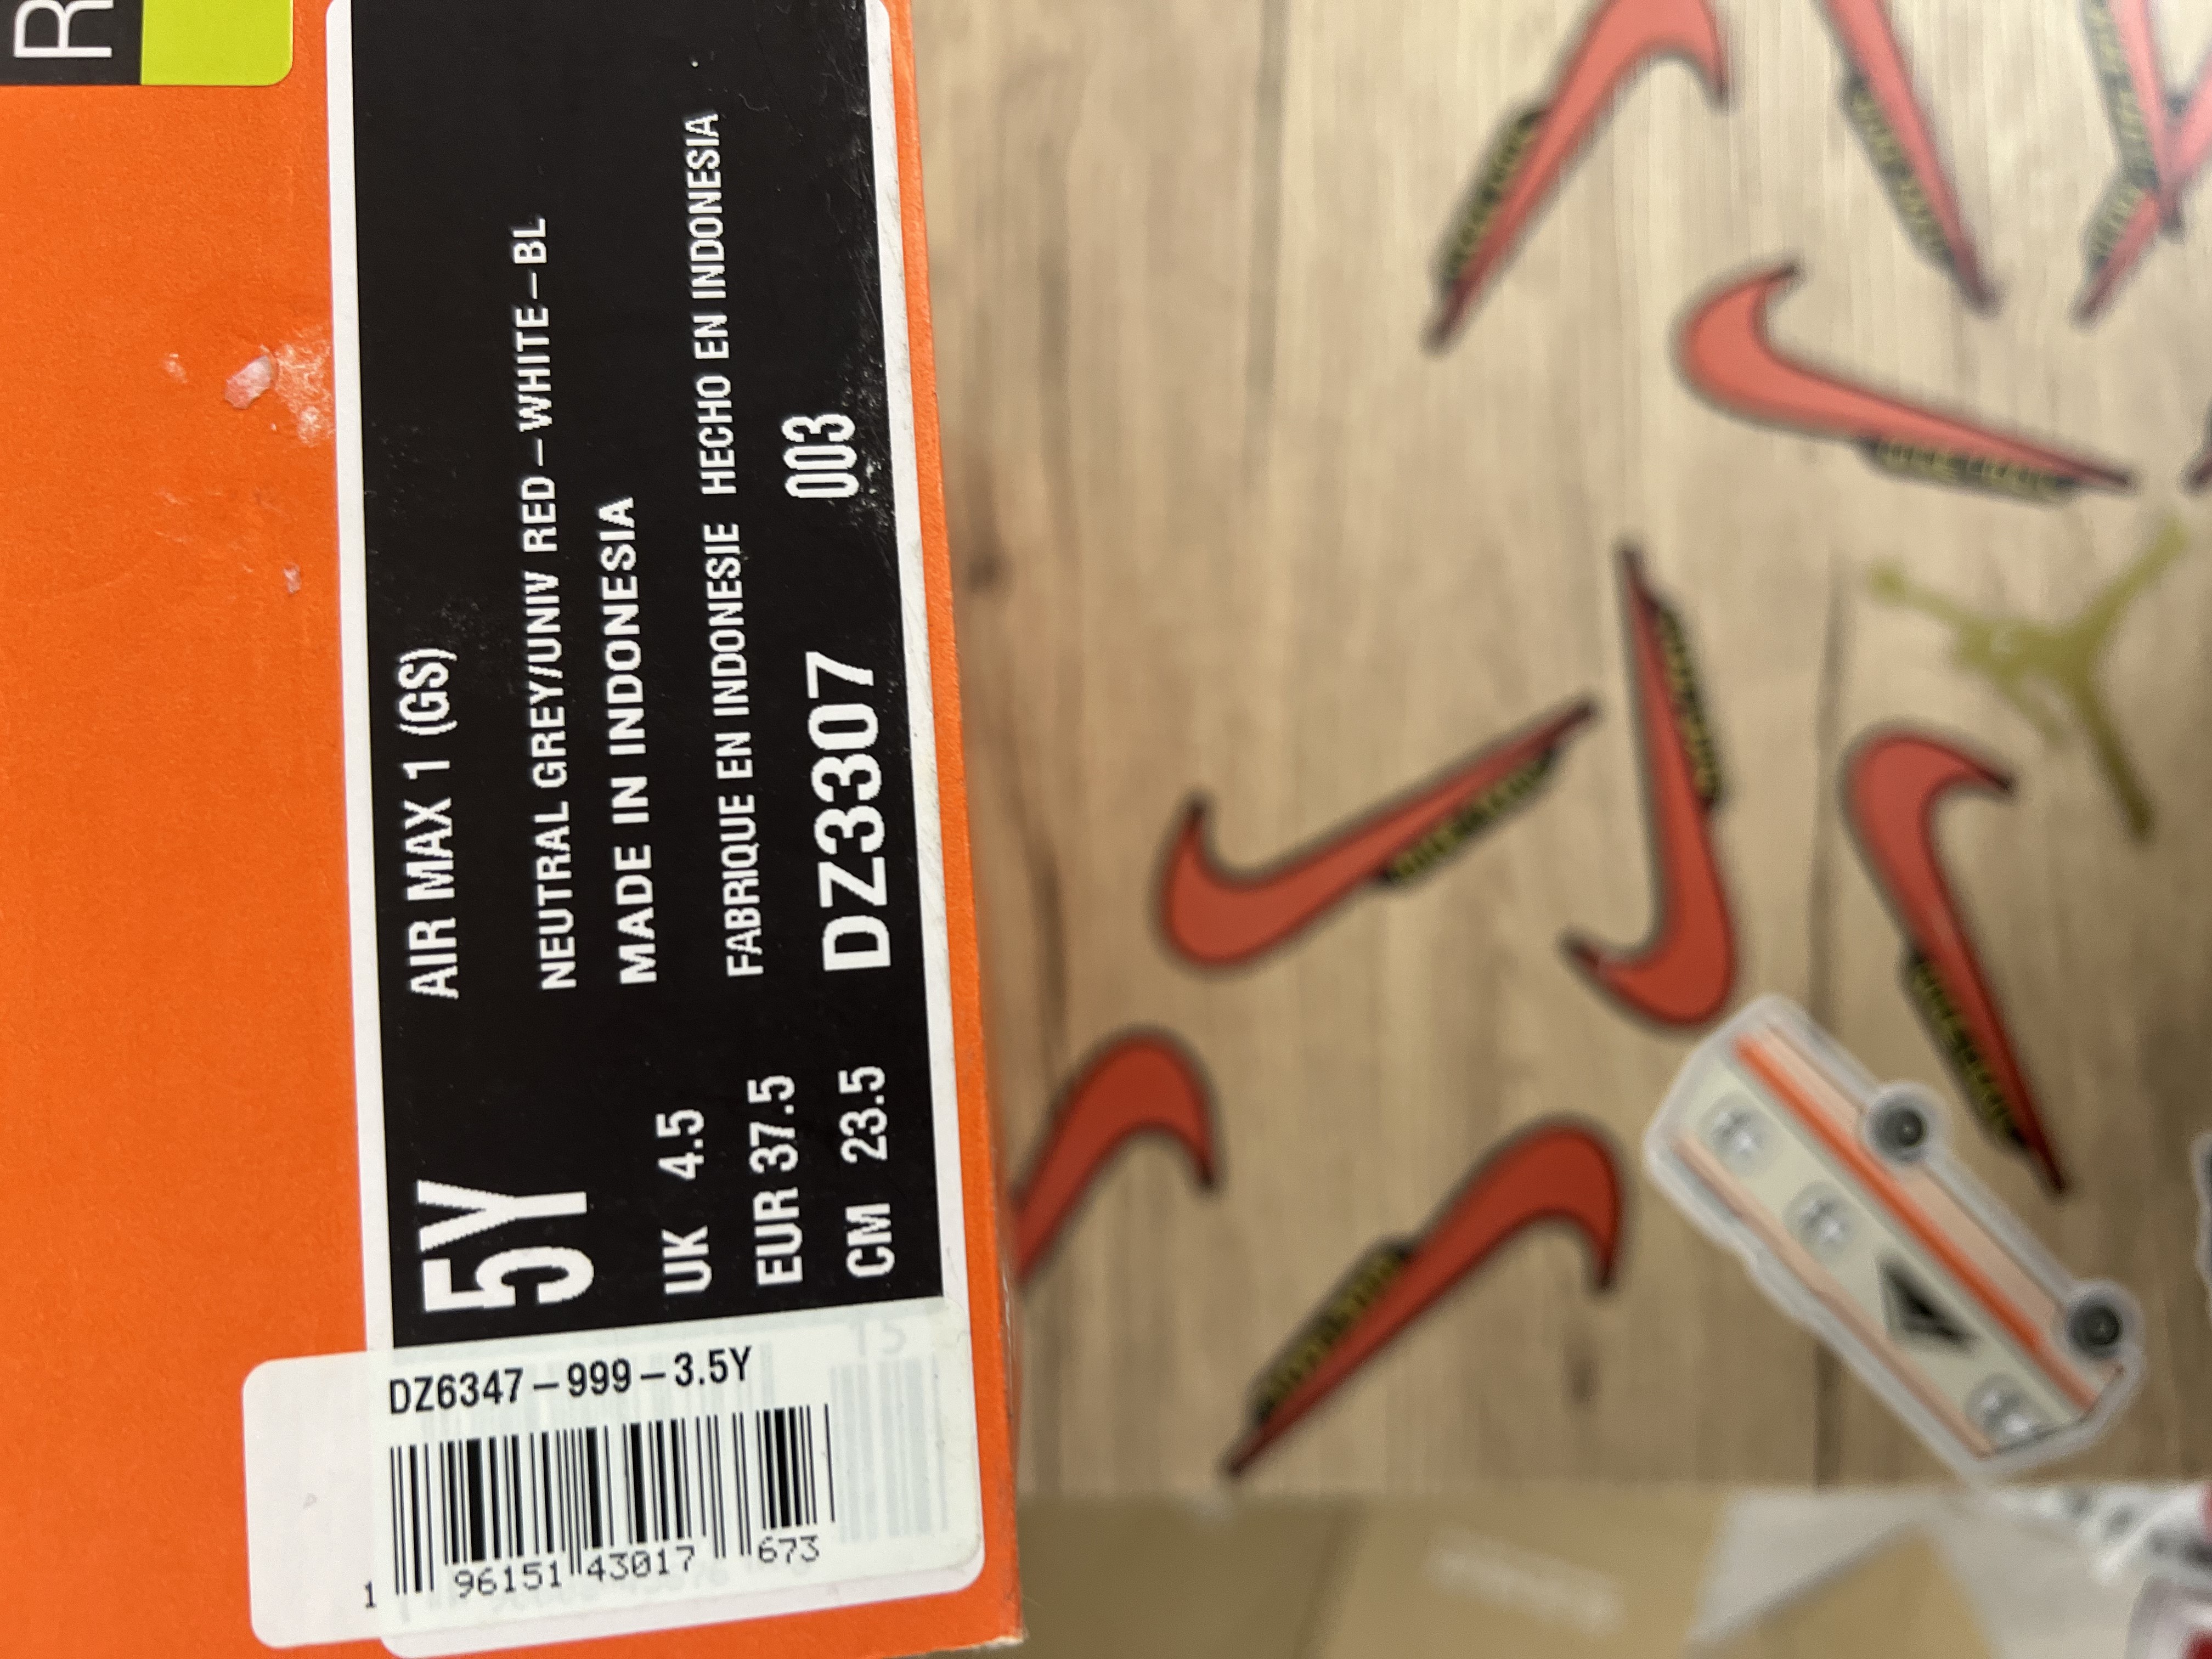 R
DZ6347-999-3.5Y
1 96151 43017 673
5Y
UK 4.5
EUR 37.5
CM 23.5
AIR MAX 1 (GS)
NEUTRAL GREY/UNIV RED-WHITE-BL
MADE IN INDONESIA
FABRIQUE EN INDONESIE HECHO EN INDONESIA
DZ3307 003